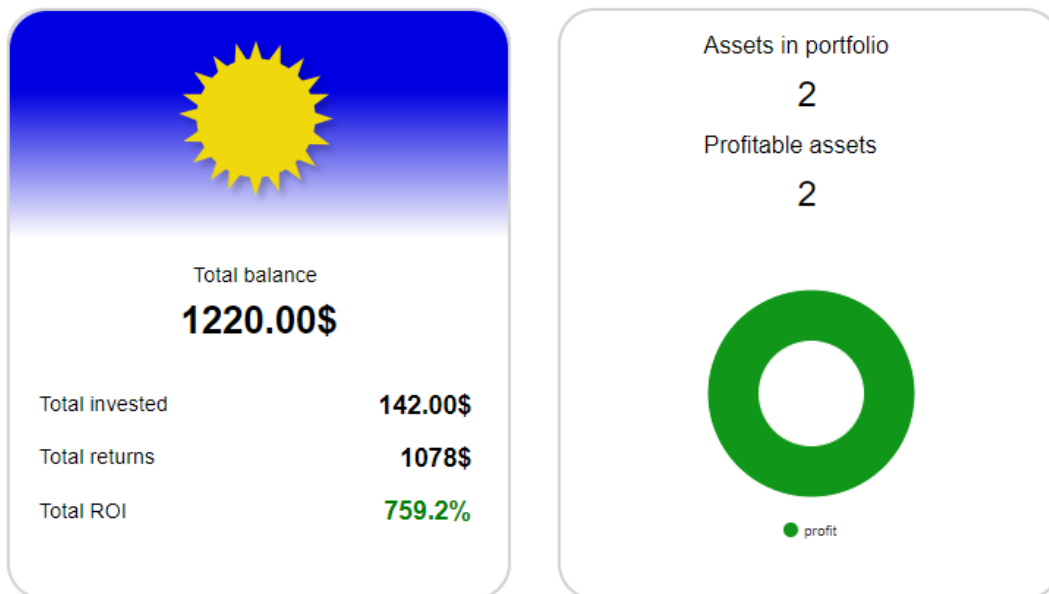 Total balance
1220.00$
Total invested 142.00$
Total returns 1078$
Total ROI 759.2%
Assets in portfolio
2
Profitable assets
2
profit